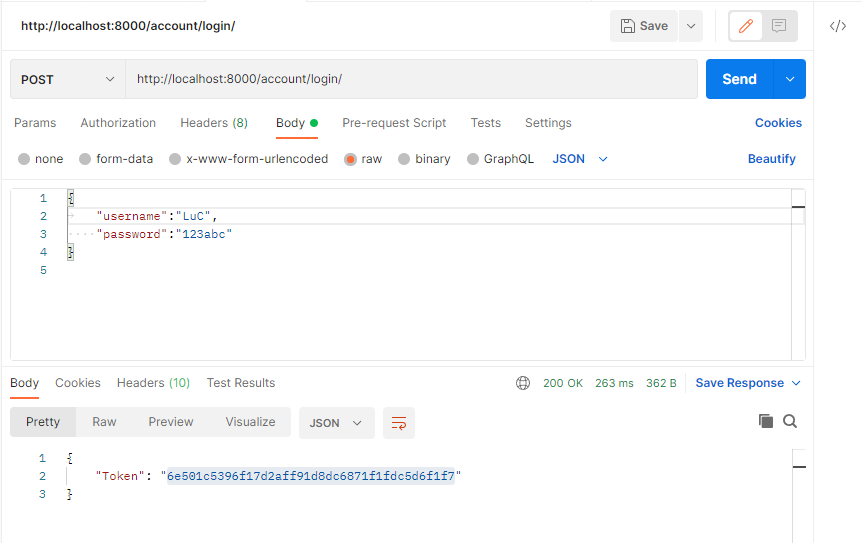 http://localhost:8000/account/login/ Save </>
POST http://localhost:8000/account/login/ Send
Params Authorization Headers (8) Body Pre-request Script Tests Settings Cookies
none form-data x-www-form-urlencoded raw binary GraphQL JSON Beautify
1 {
2 "username":"LuC",
3 "password":"123abc"
4 }
5
Body Cookies Headers (10) Test Results 200 OK 263 ms 362 B Save Response
Pretty Raw Preview Visualize JSON
1 {
2 "Token": "6e501c5396f17d2aff91d8dc6871f1fdc5d6f1f7"
3 }